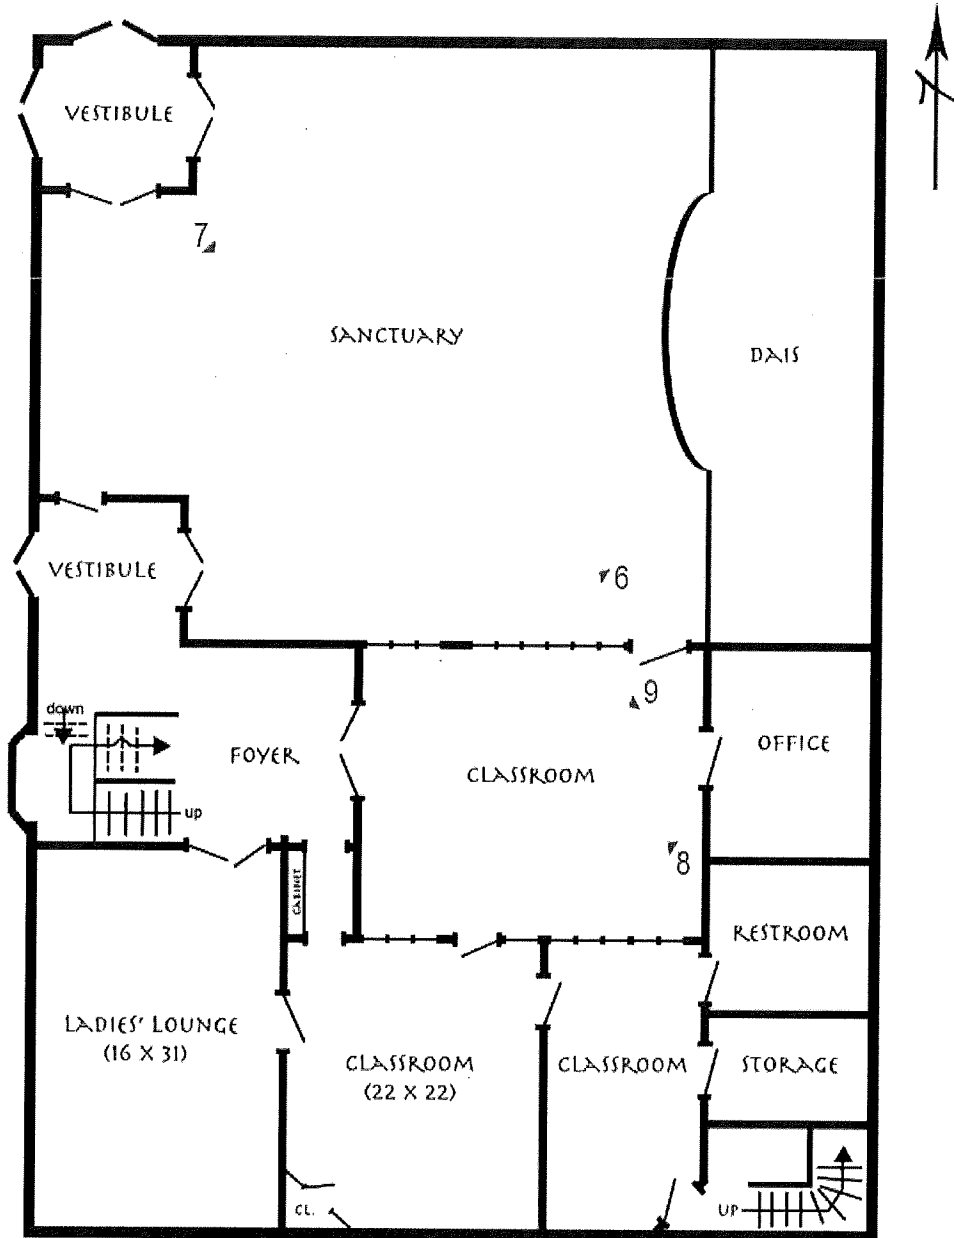 VESTIBULE
7
SANCTUARY
DAIS
VESTIBULE
6
9
down
FOYER
CLASSROOM
OFFICE
up
8
CABINET
RESTROOM
LADIES' LOUNGE
(16 X 31)
CLASSROOM
(22 X 22)
CLASSROOM
STORAGE
CL.
UP